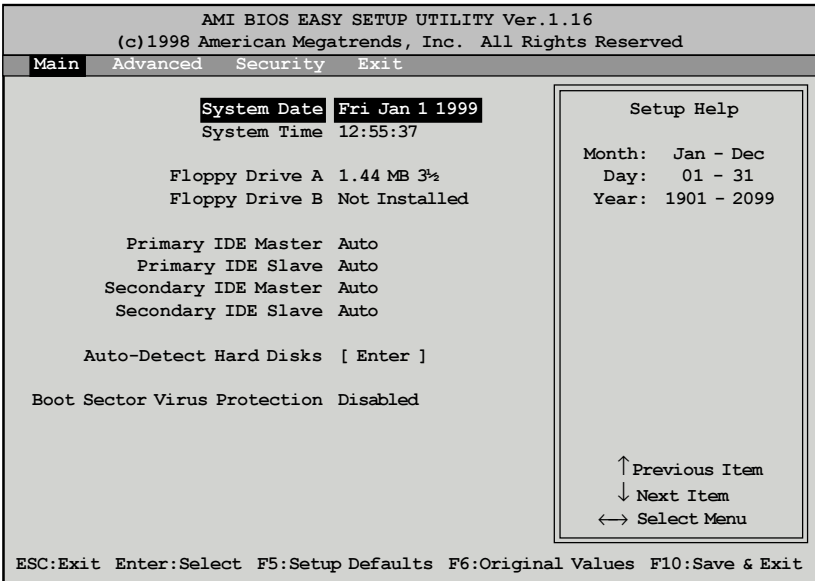 AMI BIOS EASY SETUP UTILITY Ver.1.16
(c)1998 American Megatrends, Inc. All Rights Reserved
Main Advanced Security Exit
System Date Fri Jan 1 1999
System Time 12:55:37
Floppy Drive A 1.44 MB 3½
Floppy Drive B Not Installed
Primary IDE Master Auto
Primary IDE Slave Auto
Secondary IDE Master Auto
Secondary IDE Slave Auto
Auto-Detect Hard Disks [ Enter ]
Boot Sector Virus Protection Disabled
Setup Help
Month: Jan - Dec
Day: 01 - 31
Year: 1901 - 2099
↑ Previous Item
↓ Next Item
←→ Select Menu
ESC:Exit Enter:Select F5:Setup Defaults F6:Original Values F10:Save & Exit